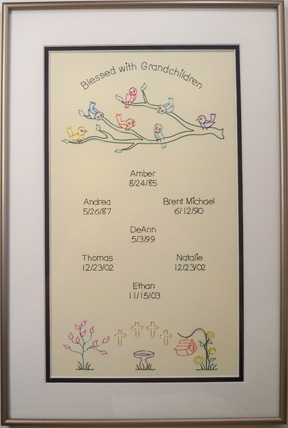 Blessed with Grandchildren
Amber
8/24/85
Andrea Brent Michael
5/26/87 6/12/90
DeAnn
5/3/99
Thomas Natalie
12/23/02 12/23/02
Ethan
11/15/03